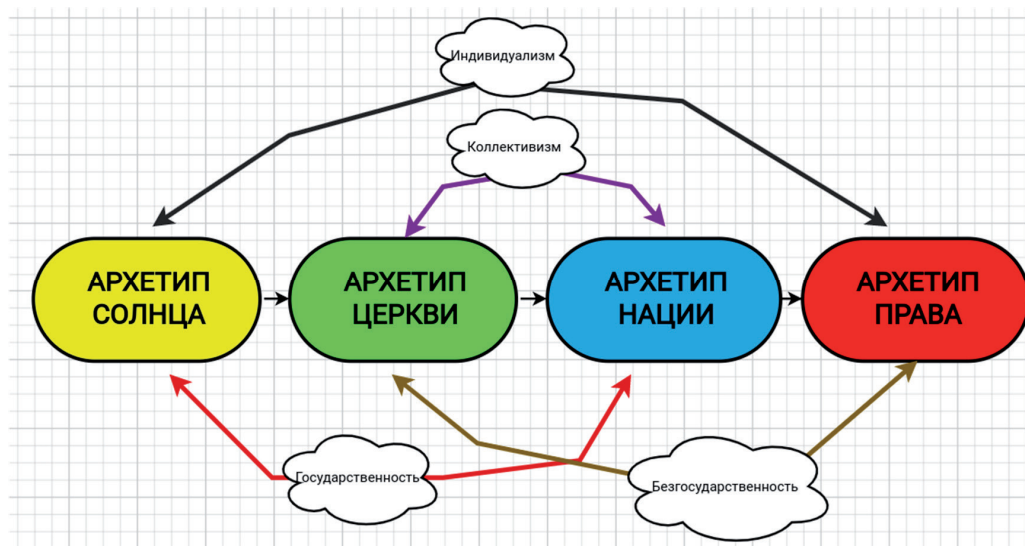 Индивидуализм
Коллективизм
АРХЕТИП
СОЛНЦА
АРХЕТИП
ЦЕРКВИ
АРХЕТИП
НАЦИИ
АРХЕТИП
ПРАВА
Государственность
Безгосударственность